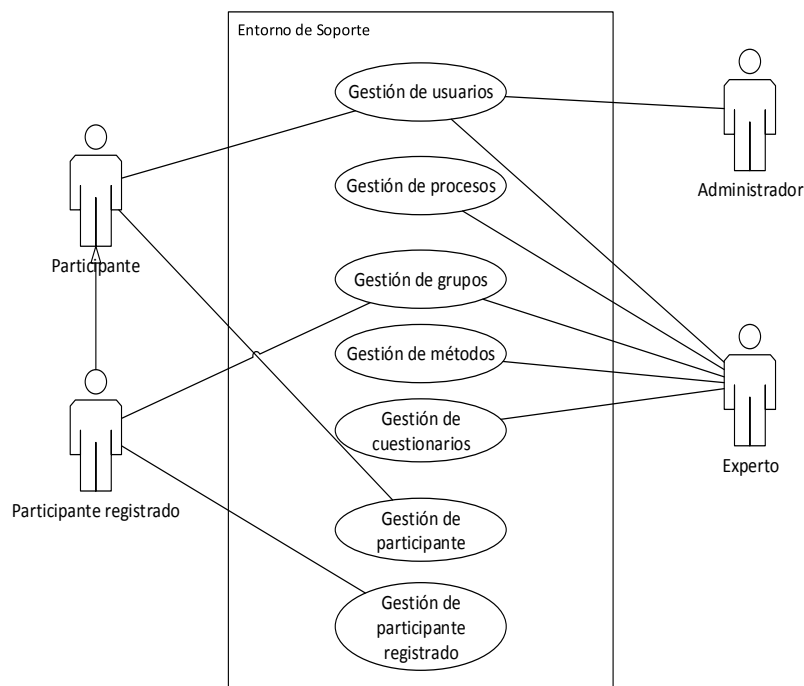 Entorno de Soporte
Gestión de usuarios
Administrador
Gestión de procesos
Participante
Gestión de grupos
Gestión de métodos
Gestión de
cuestionarios
Experto
Participante registrado
Gestión de
participante
Gestión de
participante
registrado